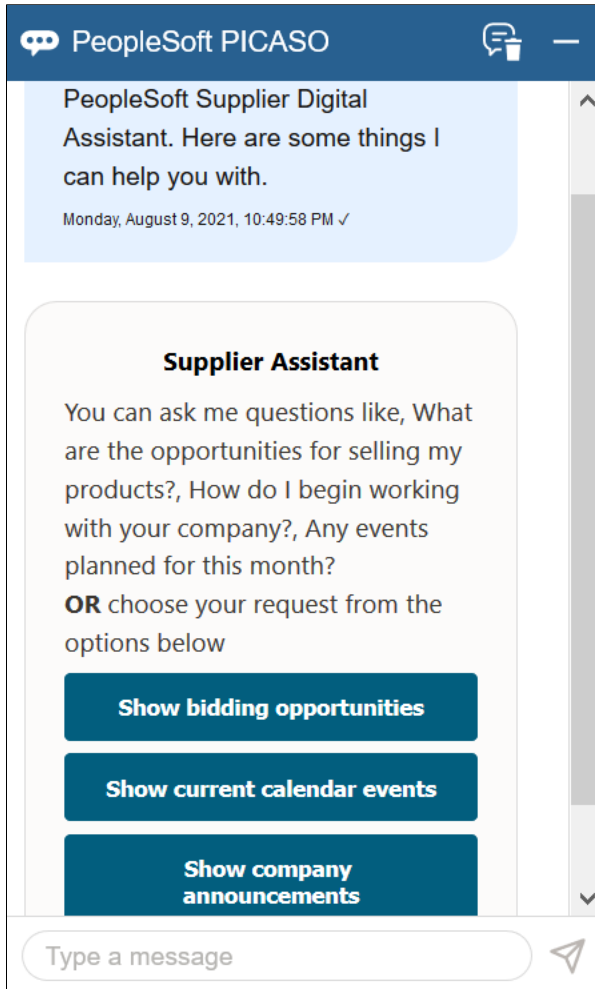 PeopleSoft PICASO
PeopleSoft Supplier Digital
Assistant. Here are some things I
can help you with.
Monday, August 9, 2021, 10:49:58 PM ✓
Supplier Assistant
You can ask me questions like, What
are the opportunities for selling my
products?, How do I begin working
with your company?, Any events
planned for this month?
OR choose your request from the
options below
Show bidding opportunities
Show current calendar events
Show company
announcements
Type a message